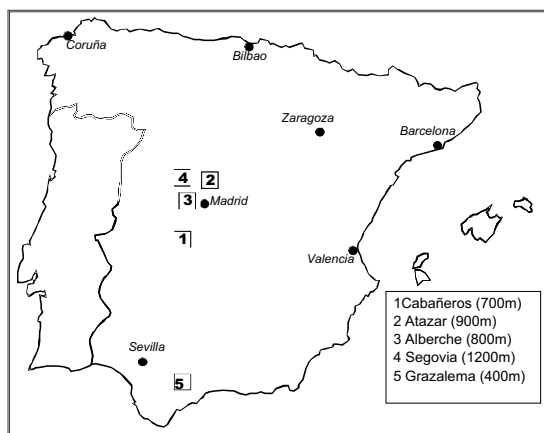 Coruña
Bilbao
Zaragoza
Barcelona
4
2
3
Madrid
1
Valencia
1Cabañeros (700m)
2 Atazar (900m)
3 Alberche (800m)
4 Segovia (1200m)
5 Grazalema (400m)
Sevilla
5